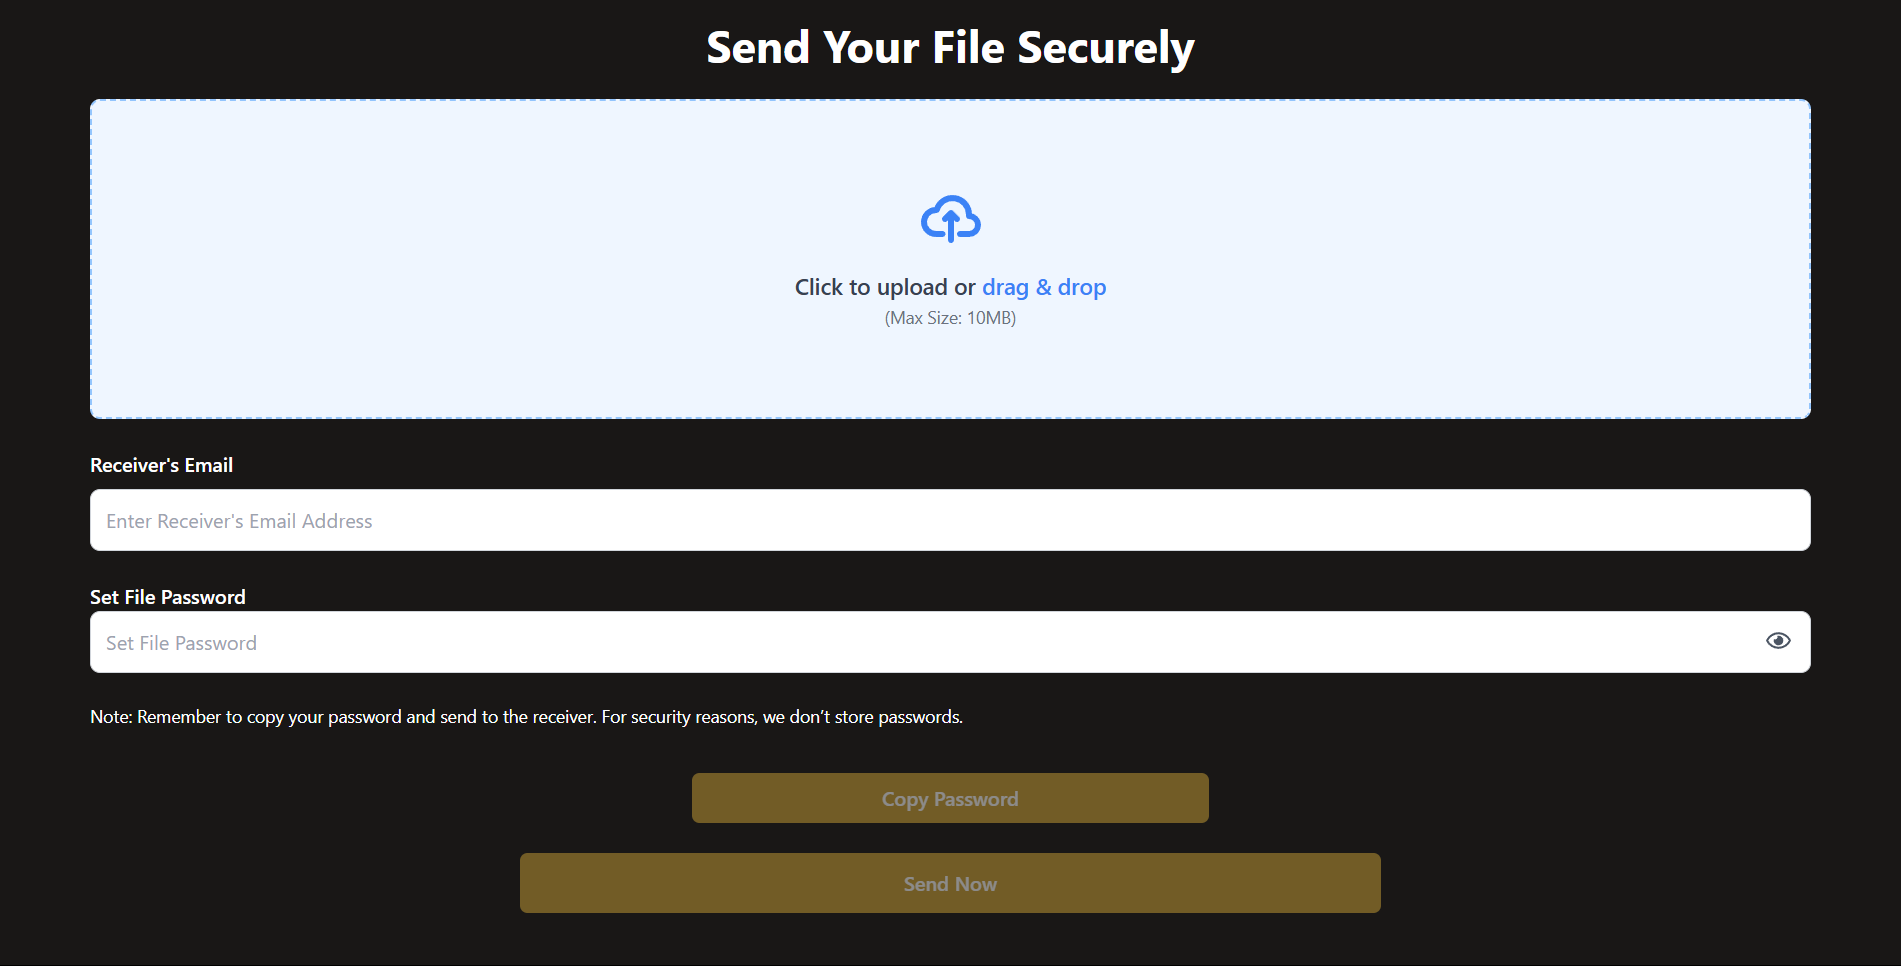 Send Your File Securely
Click to upload or drag & drop
(Max Size: 10MB)
Receiver's Email
Enter Receiver's Email Address
Set File Password
Set File Password
Note: Remember to copy your password and send to the receiver. For security reasons, we don’t store passwords.
Copy Password
Send Now